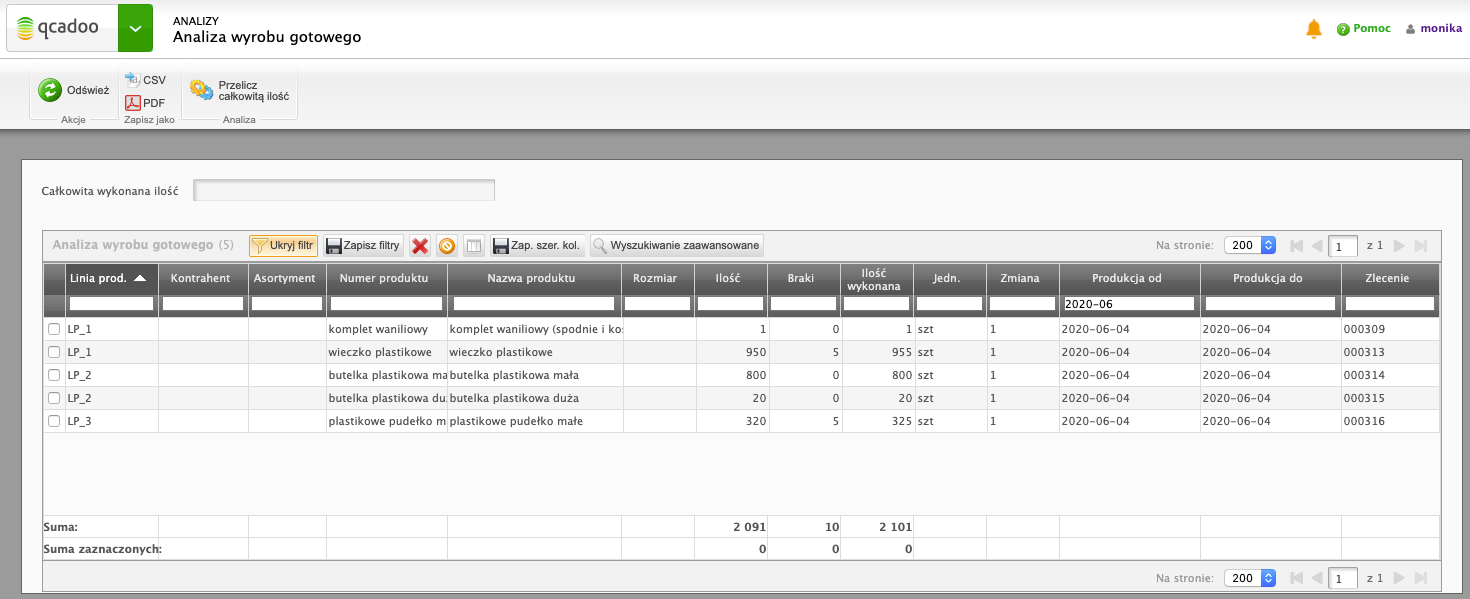 qcadoo
ANALIZY
Analiza wyrobu gotowego
Pomoc monika
Odśwież
Akcje
CSV
PDF
Zapisz jako
Przelicz
całkowitą ilość
Analiza
Całkowita wykonana ilość
Analiza wyrobu gotowego (5) Ukryj filtr Zapisz filtry Zap. szer. kol. Wyszukiwanie zaawansowane Na stronie: 200 1 z 1
Linia prod. Kontrahent Asortyment Numer produktu Nazwa produktu Rozmiar Ilość Braki Ilość wykonana Jedn. Zmiana Produkcja od Produkcja do Zlecenie
2020-06
LP_1 komplet waniliowy komplet waniliowy (spodnie i ko 1 0 1 szt 1 2020-06-04 2020-06-04 000309
LP_1 wieczko plastikowe wieczko plastikowe 950 5 955 szt 1 2020-06-04 2020-06-04 000313
LP_2 butelka plastikowa ma butelka plastikowa mała 800 0 800 szt 1 2020-06-04 2020-06-04 000314
LP_2 butelka plastikowa du butelka plastikowa duża 20 0 20 szt 1 2020-06-04 2020-06-04 000315
LP_3 plastikowe pudełko m plastikowe pudełko małe 320 5 325 szt 1 2020-06-04 2020-06-04 000316
Suma: 2 091 10 2 101
Suma zaznaczonych: 0 0 0
Na stronie: 200 1 z 1